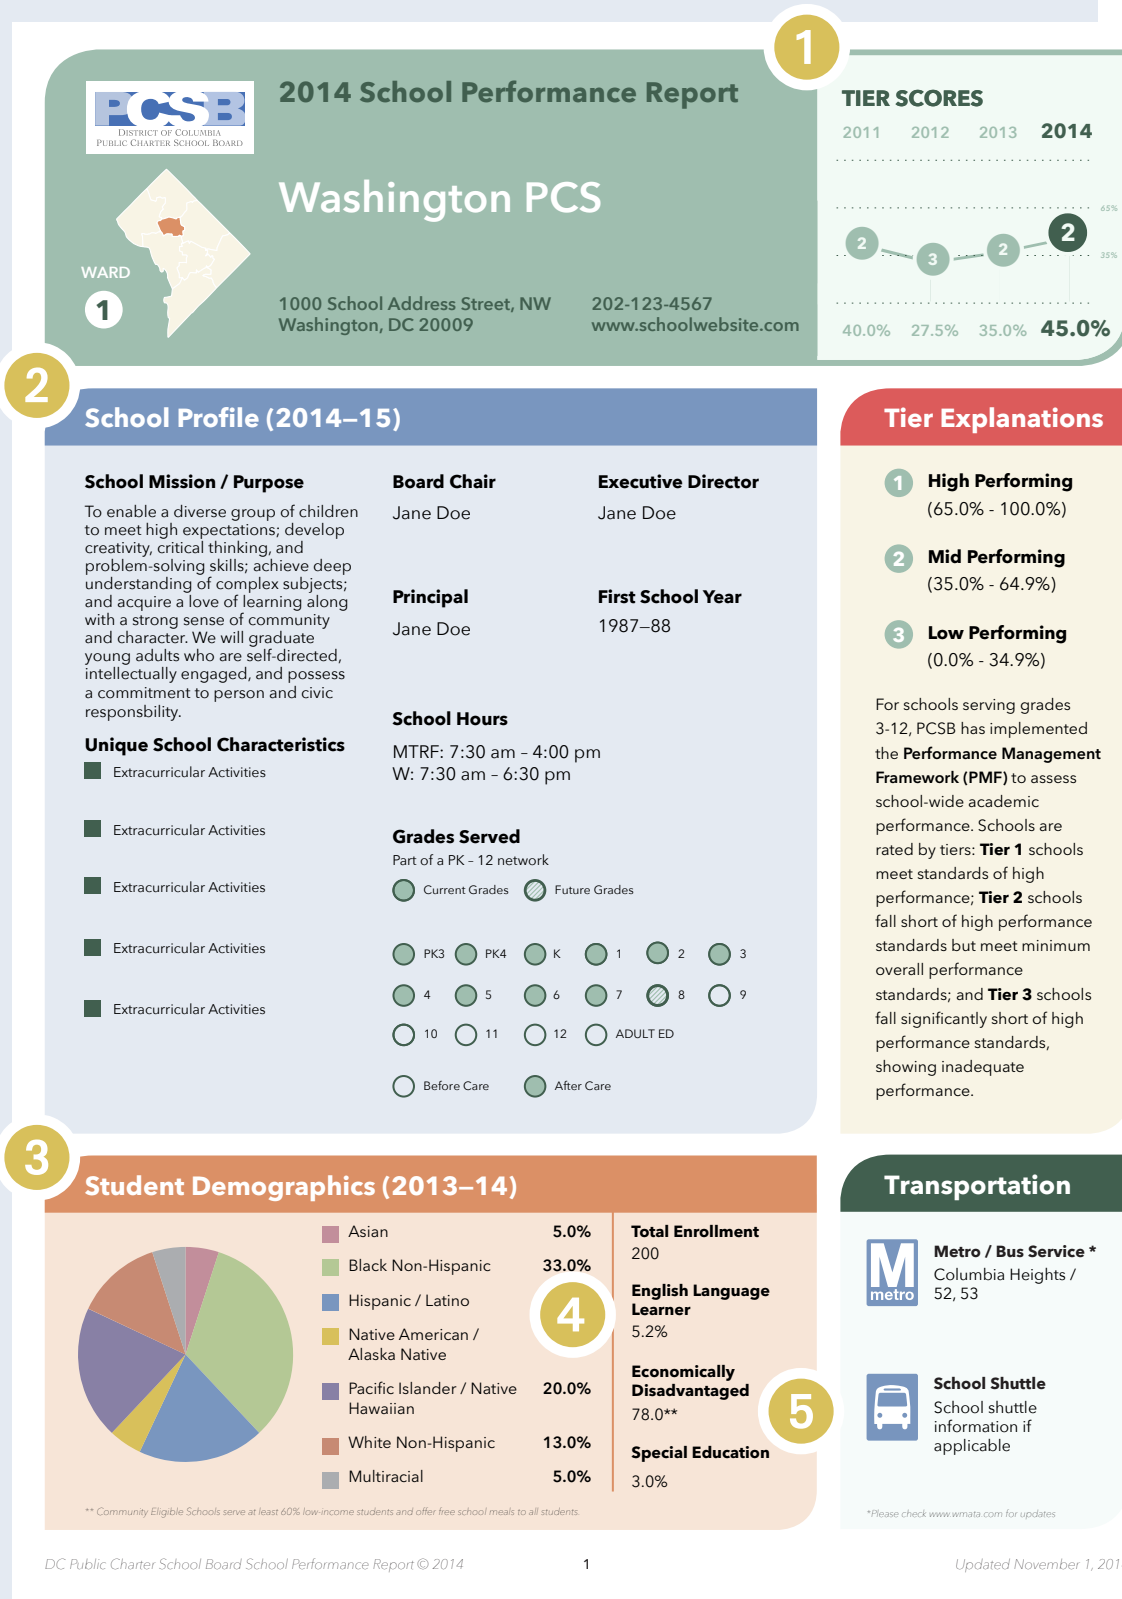 1
PCSB
DISTRICT OF COLUMBIA
PUBLIC CHARTER SCHOOL BOARD
2014 School Performance Report
Washington PCS
WARD
1
1000 School Address Street, NW
Washington, DC 20009
202-123-4567
www.schoolwebsite.com
TIER SCORES
2011 2012 2013 2014
65%
35%
2 3 2 2
40.0% 27.5% 35.0% 45.0%
2
School Profile (2014–15)
School Mission / Purpose
To enable a diverse group of children
to meet high expectations; develop
creativity, critical thinking, and
problem-solving skills; achieve deep
understanding of complex subjects;
and acquire a love of learning along
with a strong sense of community
and character. We will graduate
young adults who are self-directed,
intellectually engaged, and possess
a commitment to person and civic
responsbility.
Unique School Characteristics
Extracurricular Activities
Extracurricular Activities
Extracurricular Activities
Extracurricular Activities
Extracurricular Activities
Board Chair
Jane Doe
Executive Director
Jane Doe
Principal
Jane Doe
First School Year
1987–88
School Hours
MTRF: 7:30 am – 4:00 pm
W: 7:30 am – 6:30 pm
Grades Served
Part of a PK – 12 network
Current Grades Future Grades
PK3 PK4 K 1 2 3
4 5 6 7 8 9
10 11 12 ADULT ED
Before Care After Care
Tier Explanations
1 High Performing
(65.0% - 100.0%)
2 Mid Performing
(35.0% - 64.9%)
3 Low Performing
(0.0% - 34.9%)
For schools serving grades
3-12, PCSB has implemented
the Performance Management
Framework (PMF) to assess
school-wide academic
performance. Schools are
rated by tiers: Tier 1 schools
meet standards of high
performance; Tier 2 schools
fall short of high performance
standards but meet minimum
overall performance
standards; and Tier 3 schools
fall significantly short of high
performance standards,
showing inadequate
performance.
3
Student Demographics (2013–14)
Asian 5.0%
Black Non-Hispanic 33.0%
Hispanic / Latino
Native American /
Alaska Native
Pacific Islander / Native 20.0%
Hawaiian
White Non-Hispanic 13.0%
Multiracial 5.0%
4
Total Enrollment
200
English Language
Learner
5.2%
Economically
Disadvantaged
78.0**
Special Education
3.0%
5
** Community Eligible Schools serve at least 60% low-income students and offer free school meals to all students.
Transportation
M
metro
Metro / Bus Service *
Columbia Heights /
52, 53
School Shuttle
School shuttle
information if
applicable
*Please check www.wmata.com for updates
DC Public Charter School Board School Performance Report © 2014
1
Updated November 1, 201